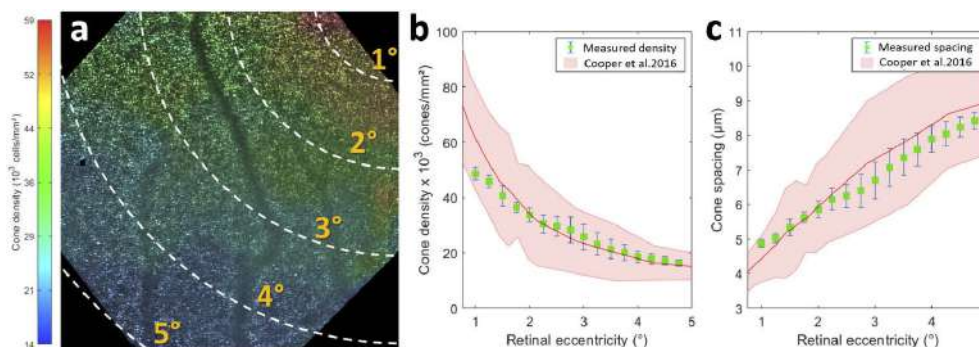 a
59
52
44
36
29
21
14
Cone density (10³ cells/mm²)
1°
2°
3°
4°
5°
b
Measured density
Cooper et al.2016
100
80
60
40
20
0
Cone density x 10³ (cones/mm²)
1 2 3 4 5
Retinal eccentricity (°)
c
Measured spacing
Cooper et al.2016
11
10
9
8
7
6
5
4
3
Cone spacing (µm)
1 2 3 4
Retinal eccentricity (°)